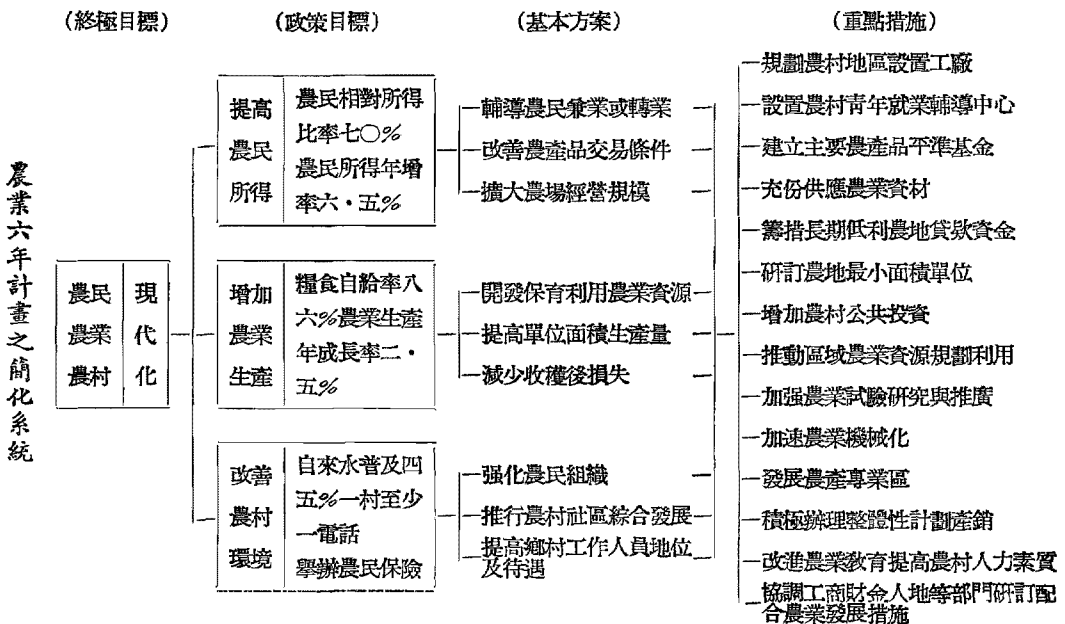 農業六年計畫之簡化系統
(終極目標)
農民
農業
農村
現
代
化
(政策目標)
提高
農民
所得
農民相對所得
比率七○%
農民所得年增
率六・五%
增加
農業
生產
糧食自給率八
六%農業生產
年成長率二・
五%
改善
農村
環境
自來水普及四
五%一村至少
一電話
舉辦農民保險
(基本方案)
輔導農民兼業或轉業
改善農產品交易條件
擴大農場經營規模
開發保育利用農業資源
提高單位面積生產量
減少收穫後損失
强化農民組織
推行農村社區綜合發展
提高鄉村工作人員地位
及待遇
(重點措施)
規劃農村地區設置工廠
設置農村青年就業輔導中心
建立主要農產品平準基金
充份供應農業資材
籌措長期低利農地貸款資金
研訂農地最小面積單位
增加農村公共投資
推動區域農業資源規劃利用
加强農業試驗研究與推廣
加速農業機械化
發展農產專業區
積極辦理整體性計劃產銷
改進農業教育提高農村人力素質
協調工商財金人地等部門研訂配
合農業發展措施